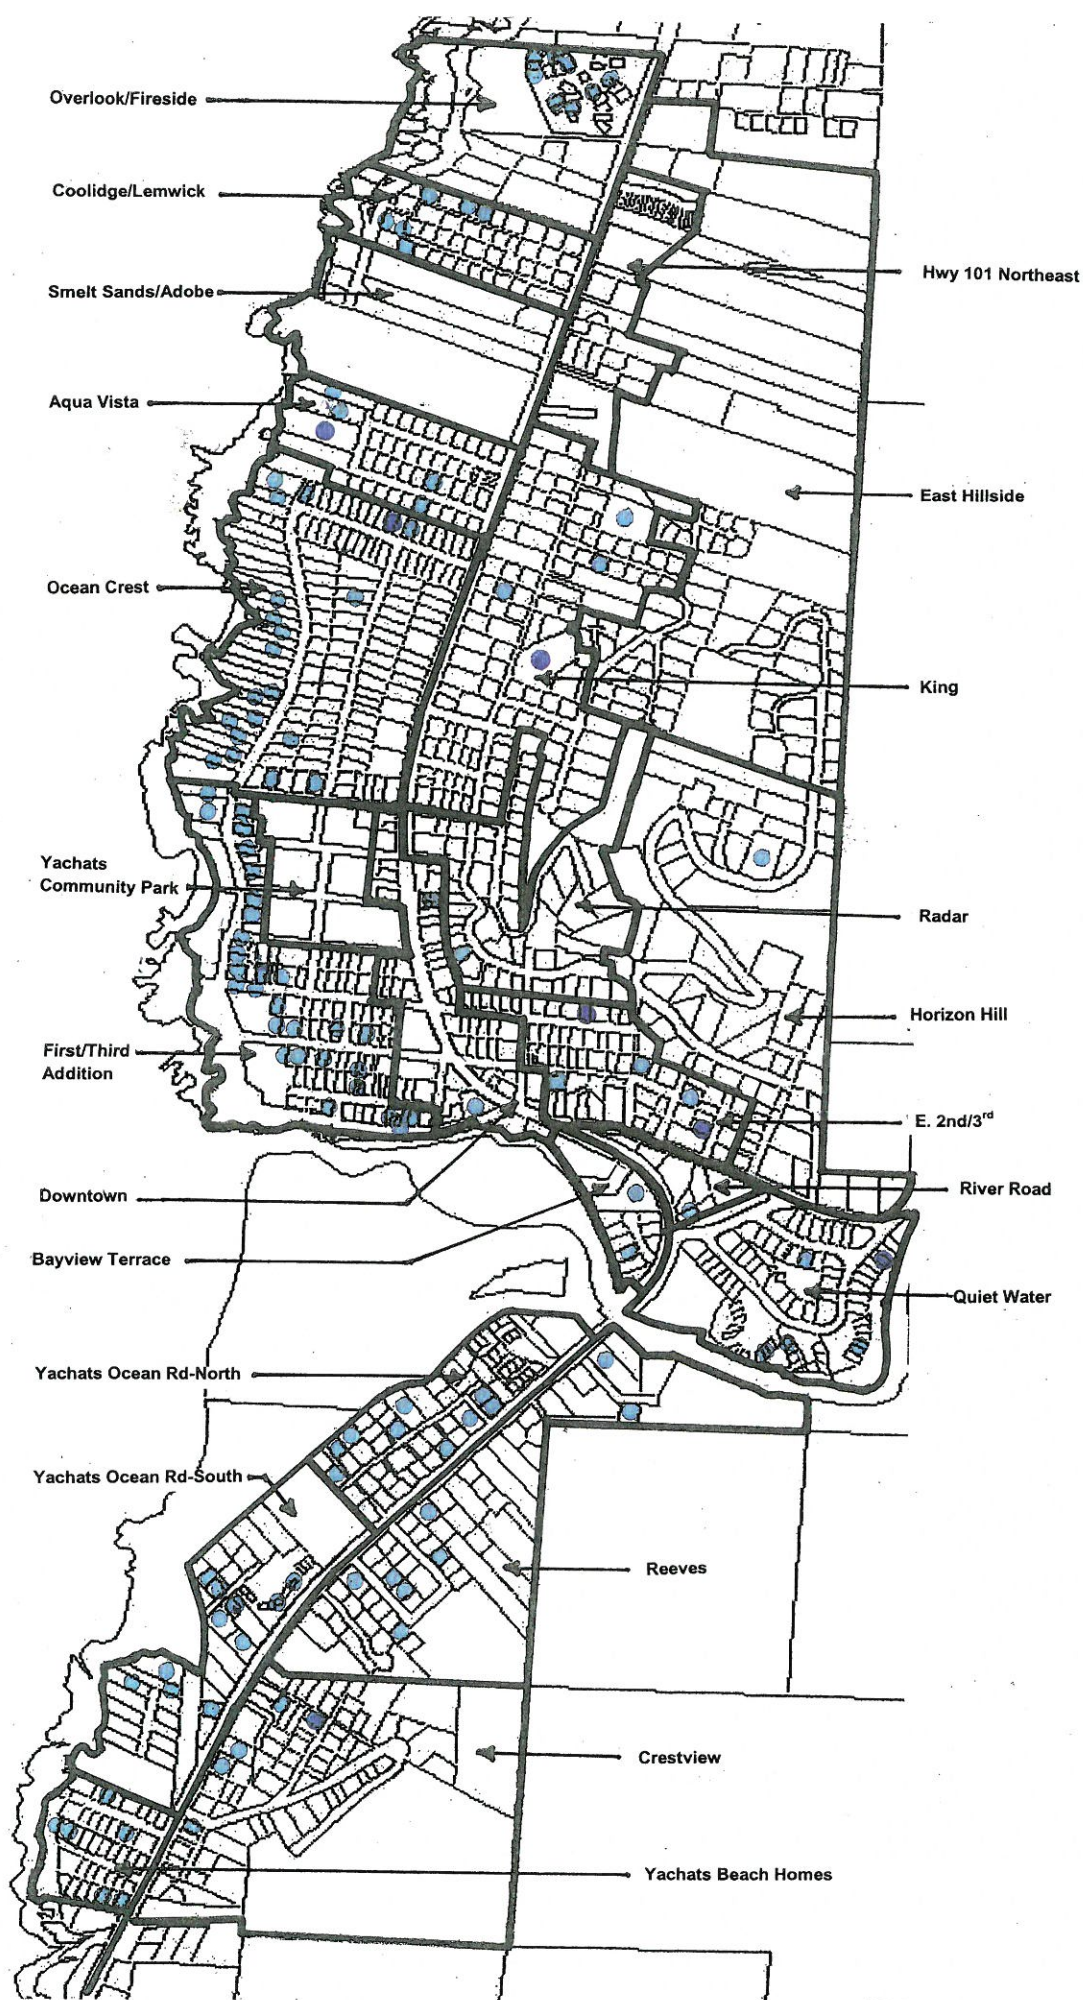 Overlook/Fireside
Coolidge/Lemwick
Hwy 101 Northeast
Smelt Sands/Adobe
Aqua Vista
East Hillside
Ocean Crest
King
Yachats
Community Park
Radar
Horizon Hill
First/Third
Addition
E. 2nd/3rd
Downtown
River Road
Bayview Terrace
Quiet Water
Yachats Ocean Rd-North
Yachats Ocean Rd-South
Reeves
Crestview
Yachats Beach Homes